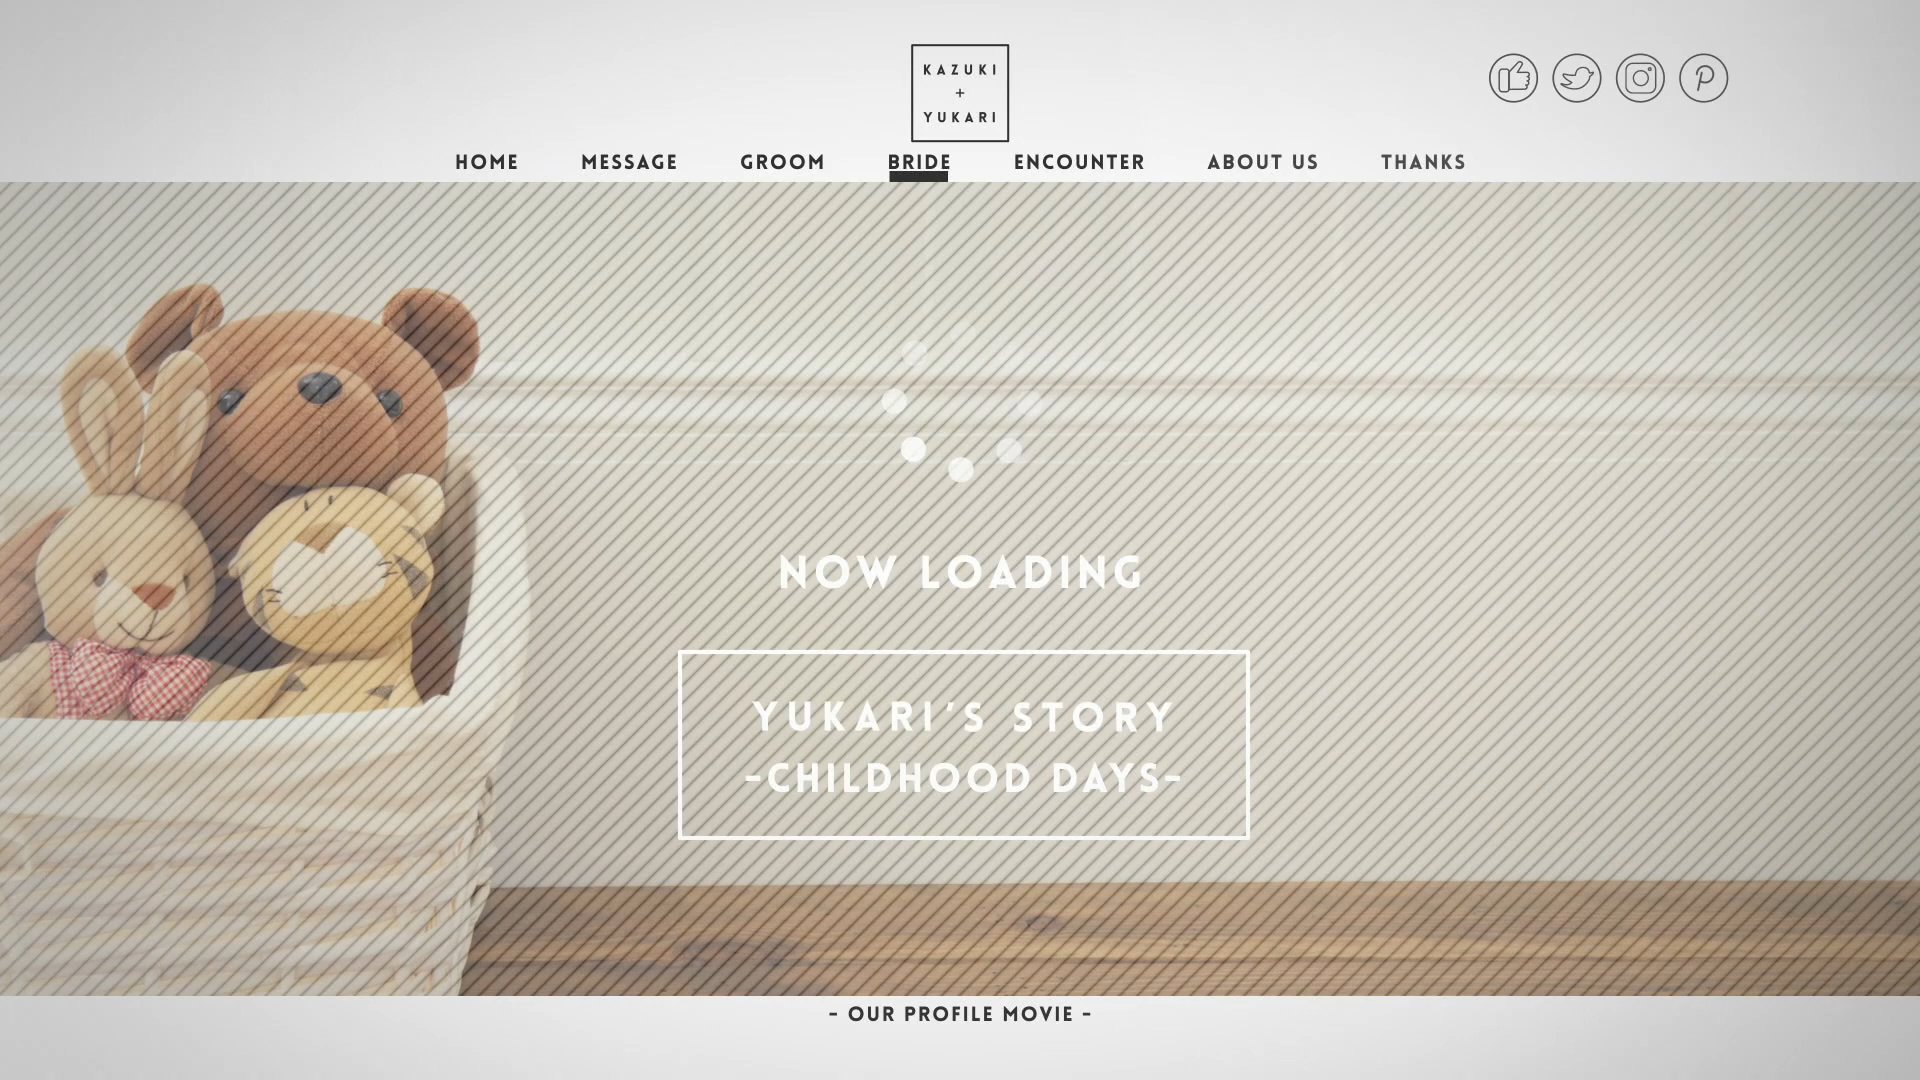 KAZUKI
+
YUKARI
HOME MESSAGE GROOM BRIDE ENCOUNTER ABOUT US THANKS
NOW LOADING
YUKARI'S STORY
-CHILDHOOD DAYS-
- OUR PROFILE MOVIE -